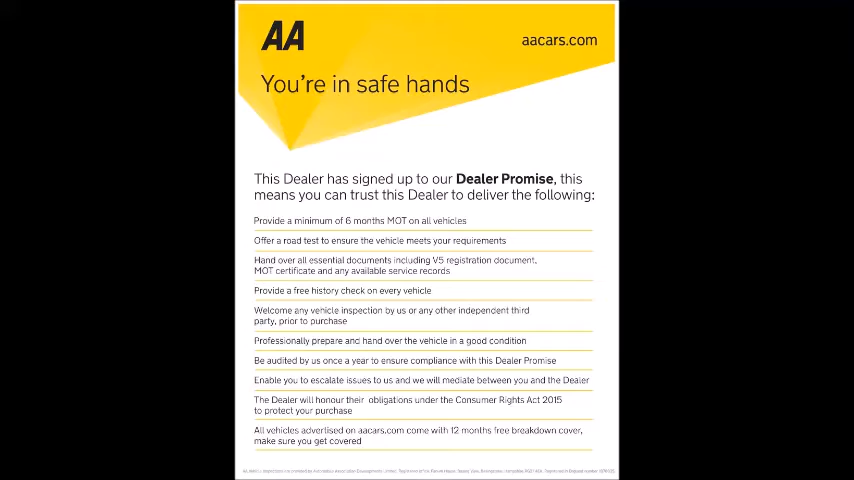 AA
aacars.com
You're in safe hands
This Dealer has signed up to our Dealer Promise, this
means you can trust this Dealer to deliver the following:
Provide a minimum of 6 months MOT on all vehicles
Offer a road test to ensure the vehicle meets your requirements
Hand over all essential documents including V5 registration document,
MOT certificate and any available service records
Provide a free history check on every vehicle
Welcome any vehicle inspection by us or any other independent third
party, prior to purchase
Professionally prepare and hand over the vehicle in a good condition
Be audited by us once a year to ensure compliance with this Dealer Promise
Enable you to escalate issues to us and we will mediate between you and the Dealer
The Dealer will honour their obligations under the Consumer Rights Act 2015
to protect your purchase
All vehicles advertised on aacars.com come with 12 months free breakdown cover,
make sure you get covered